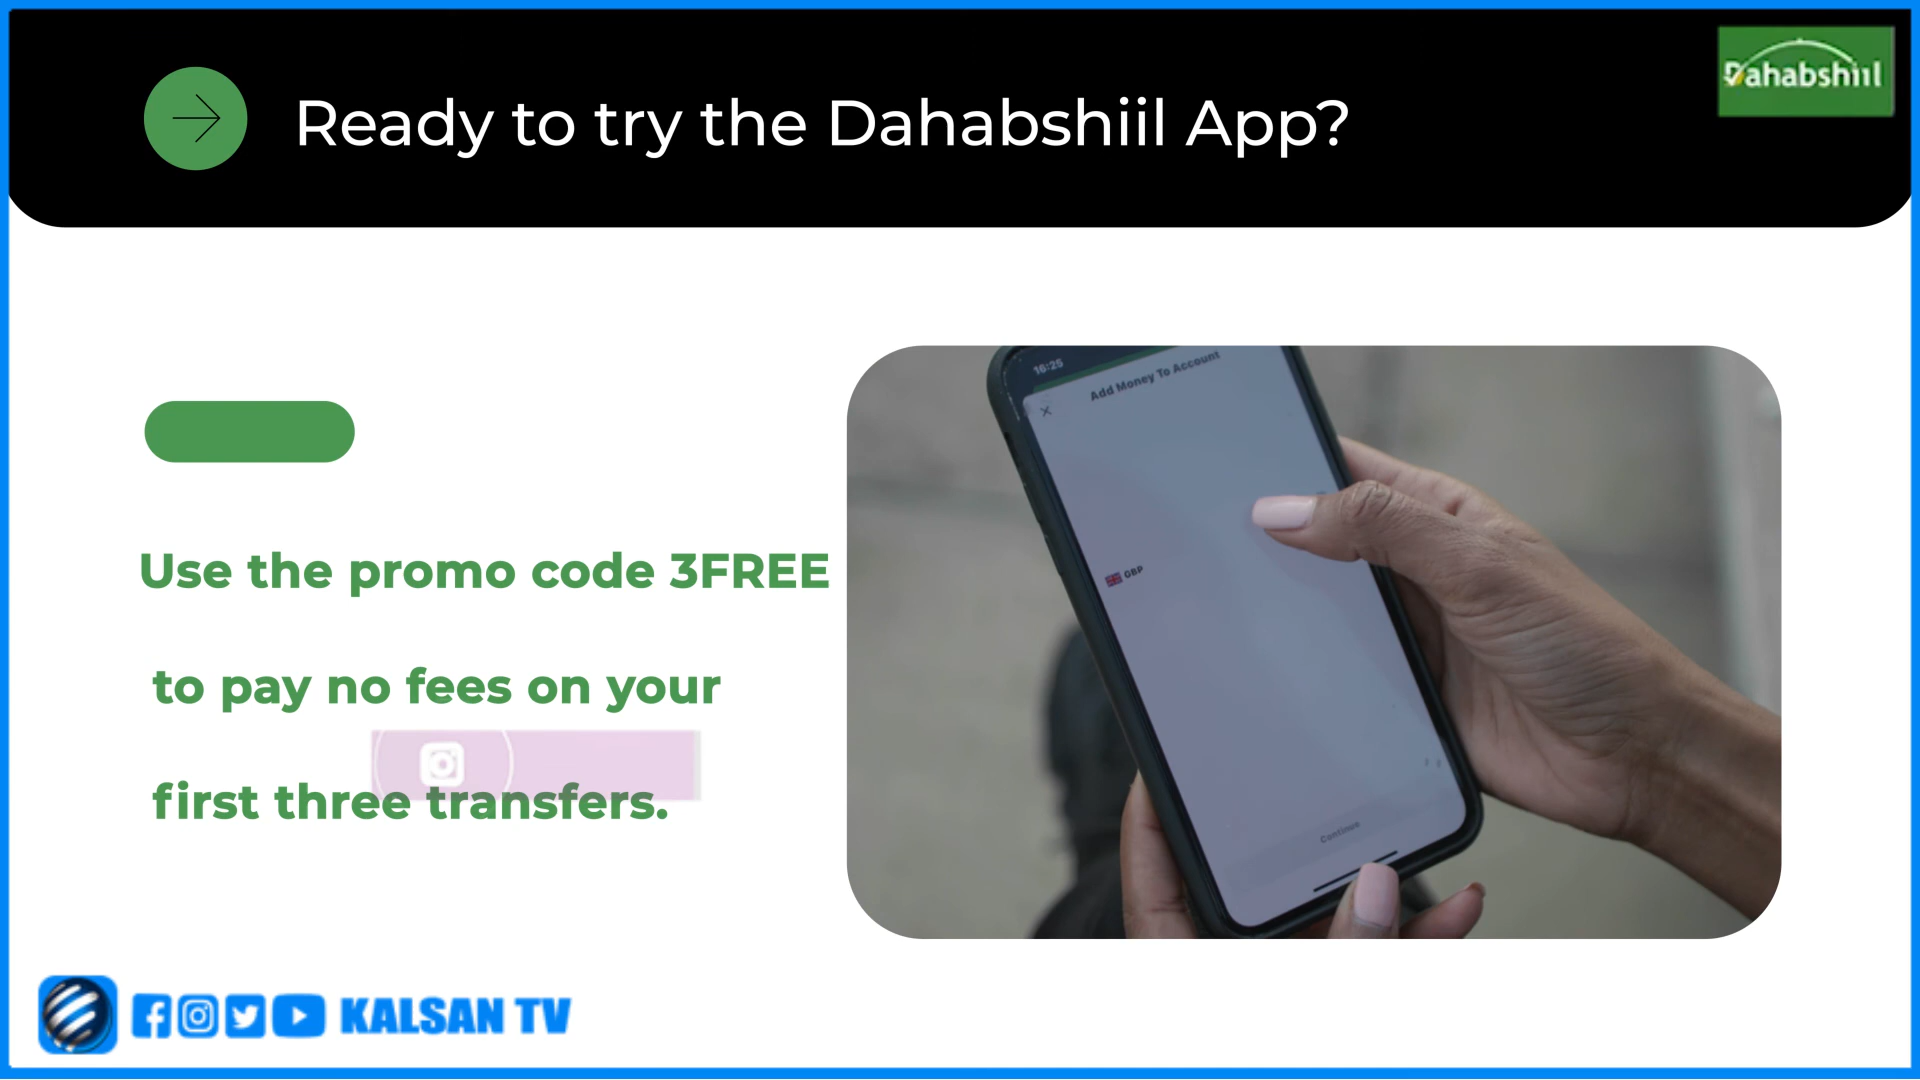 Ready to try the Dahabshiil App?
Dahabshiil
16:25
Add Money To Account
Use the promo code 3FREE
GBP
to pay no fees on your
first three transfers.
Continue
KALSAN TV